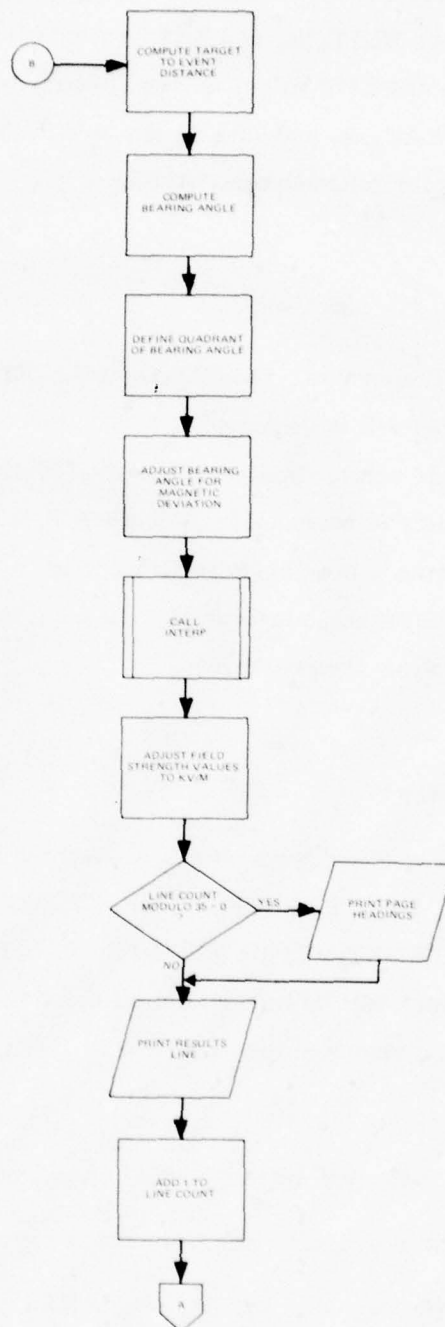 B
COMPUTE TARGET
TO EVENT
DISTANCE
COMPUTE
BEARING ANGLE
DEFINE QUADRANT
OF BEARING ANGLE
ADJUST BEARING
ANGLE FOR
MAGNETIC
DEVIATION
CALL
INTERP
ADJUST FIELD
STRENGTH VALUES
TO KV/M
LINE COUNT
MODULO 35 = 0
?
YES
PRINT PAGE
HEADINGS
NO
PRINT RESULTS
LINE
ADD 1 TO
LINE COUNT
A